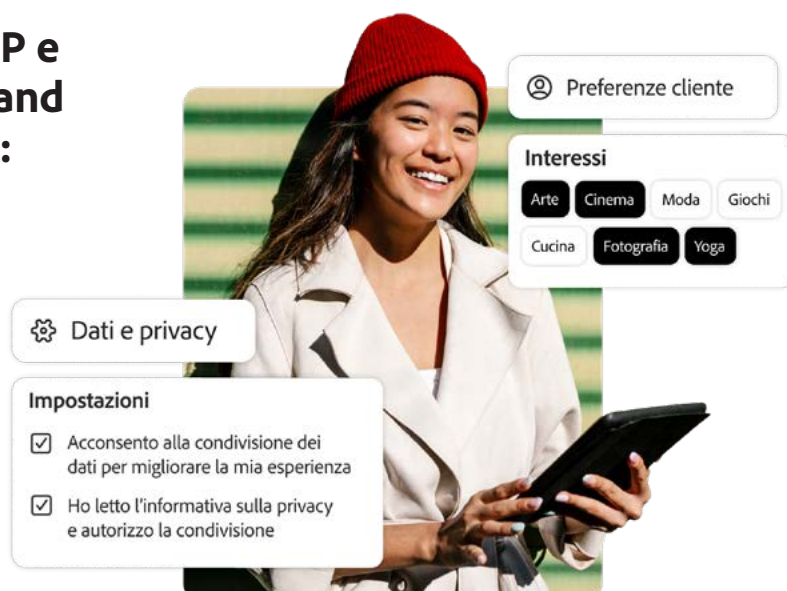 P e
and
:
Preferenze cliente
Interessi
Arte Cinema Moda Giochi
Cucina Fotografia Yoga
Dati e privacy
Impostazioni
Acconsento alla condivisione dei
dati per migliorare la mia esperienza
Ho letto l'informativa sulla privacy
e autorizzo la condivisione